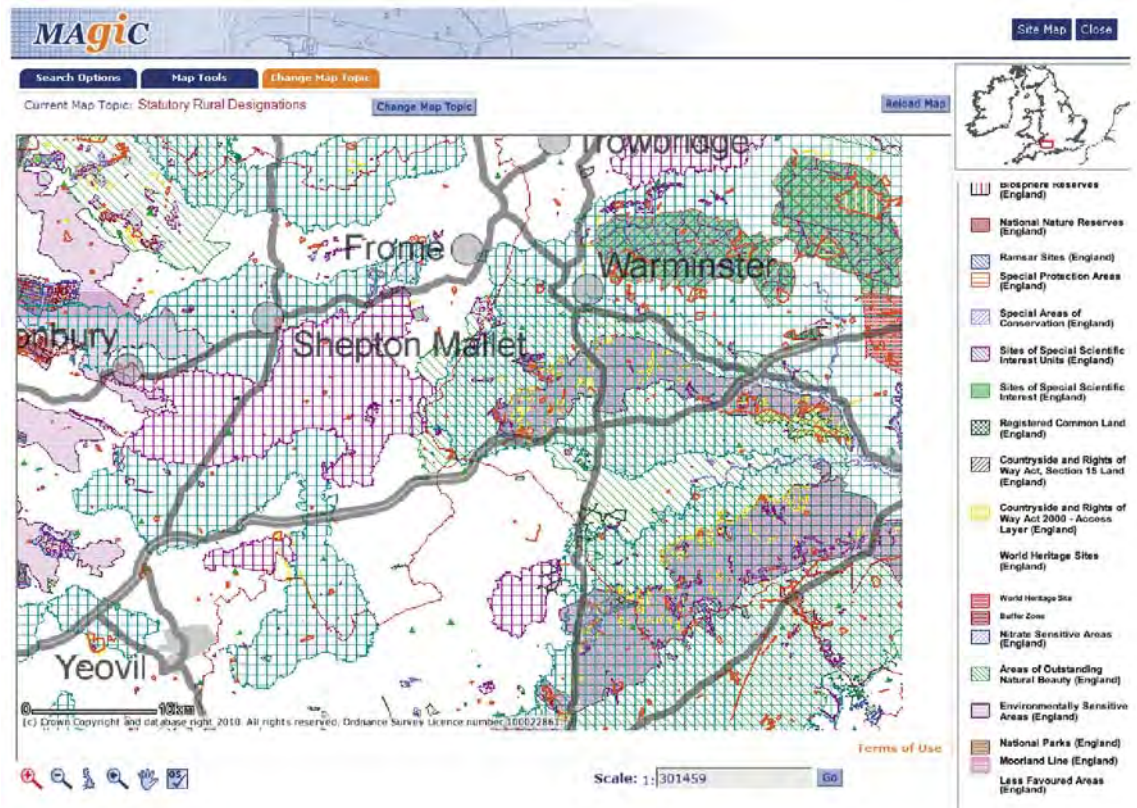 MAgiC
Site Map Close
Search Options Map Tools Change Map Topic
Current Map Topic: Statutory Rural Designations Change Map Topic Reload Map
Trowbridge
Frome
Warminster
onbury
Shepton Mallet
Yeovil
0 10km
(c) Crown Copyright and database right 2010. All rights reserved. Ordnance Survey Licence number 100022861.
Terms of Use
Scale: 1: 301459 Go
Biosphere Reserves
(England)
National Nature Reserves
(England)
Ramsar Sites (England)
Special Protection Areas
(England)
Special Areas of
Conservation (England)
Sites of Special Scientific
Interest Units (England)
Sites of Special Scientific
Interest (England)
Registered Common Land
(England)
Countryside and Rights of
Way Act, Section 15 Land
(England)
Countryside and Rights of
Way Act 2000 - Access
Layer (England)
World Heritage Sites
(England)
World Heritage Site
Buffer Zone
Nitrate Sensitive Areas
(England)
Areas of Outstanding
Natural Beauty (England)
Environmentally Sensitive
Areas (England)
National Parks (England)
Moorland Line (England)
Less Favoured Areas
(England)
OS